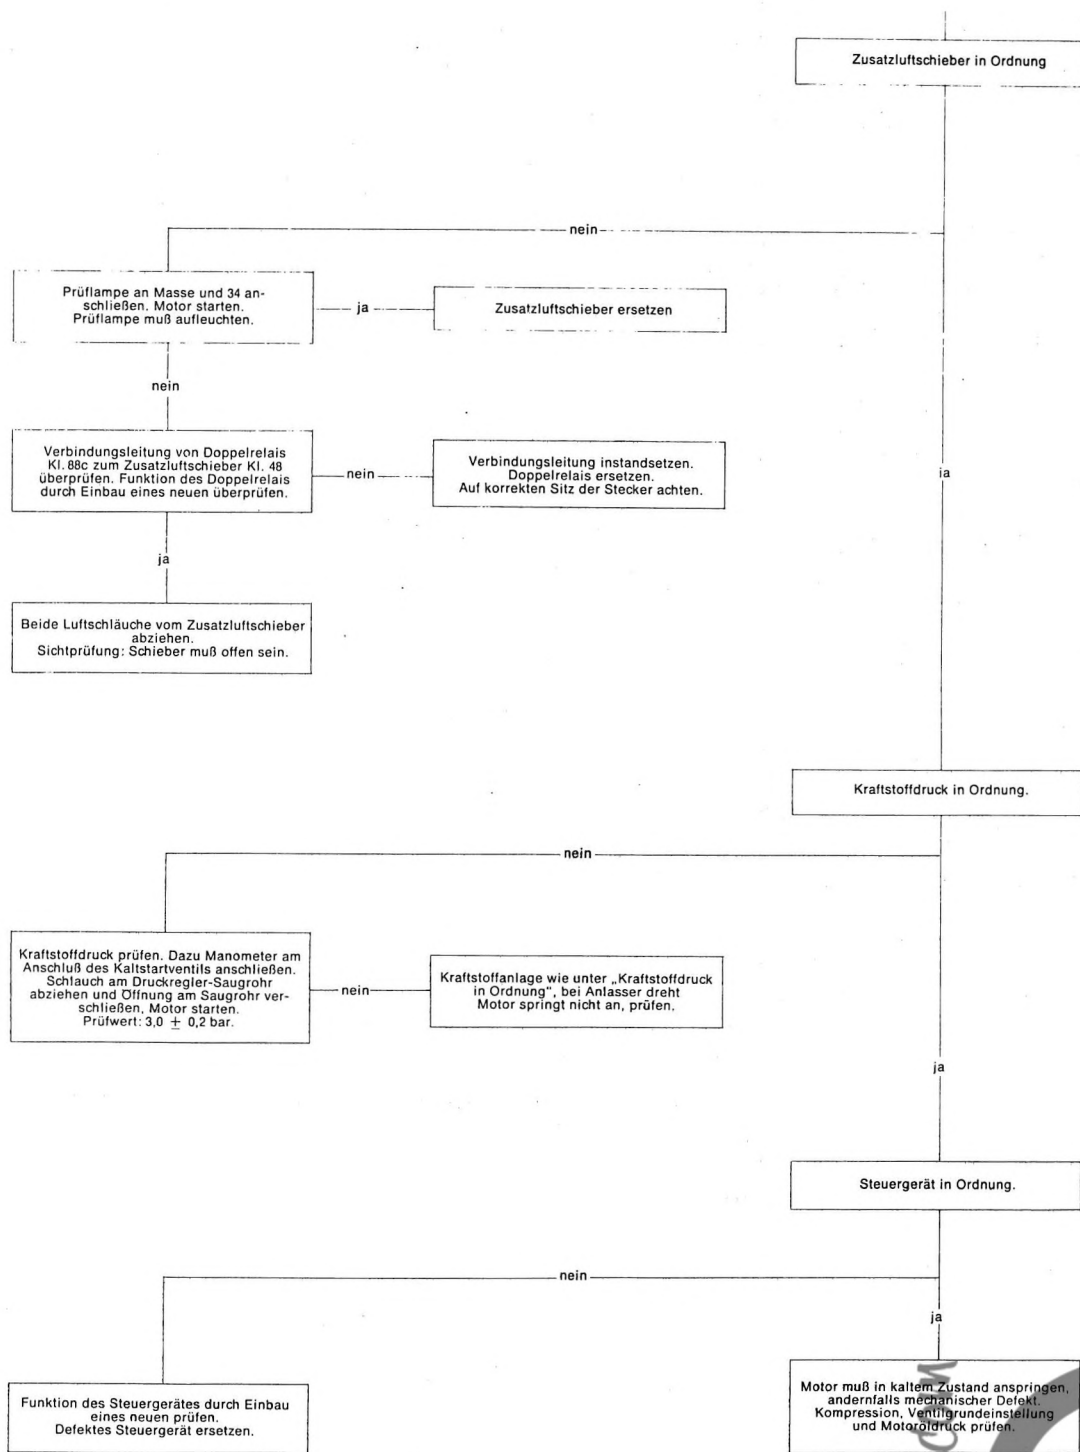 Zusatzluftschieber in Ordnung
nein
Prüflampe an Masse und 34 an-
schließen. Motor starten.
Prüflampe muß aufleuchten.
ja
Zusatzluftschieber ersetzen
nein
Verbindungsleitung von Doppelrelais
Kl. 88c zum Zusatzluftschieber Kl. 48
überprüfen. Funktion des Doppelrelais
durch Einbau eines neuen überprüfen.
nein
Verbindungsleitung instandsetzen.
Doppelrelais ersetzen.
Auf korrekten Sitz der Stecker achten.
ja
ja
Beide Luftschläuche vom Zusatzluftschieber
abziehen.
Sichtprüfung: Schieber muß offen sein.
Kraftstoffdruck in Ordnung.
nein
Kraftstoffdruck prüfen. Dazu Manometer am
Anschluß des Kaltstartventils anschließen.
Schlauch am Druckregler-Saugrohr
abziehen und Öffnung am Saugrohr ver-
schließen, Motor starten.
Prüfwert: 3,0 ± 0,2 bar.
nein
Kraftstoffanlage wie unter „Kraftstoffdruck
in Ordnung", bei Anlasser dreht
Motor springt nicht an, prüfen.
ja
Steuergerät in Ordnung.
nein
ja
Funktion des Steuergerätes durch Einbau
eines neuen prüfen.
Defektes Steuergerät ersetzen.
Motor muß in kaltem Zustand anspringen,
andernfalls mechanischer Defekt.
Kompression, Ventilgrundeinstellung
und Motoröldruck prüfen.